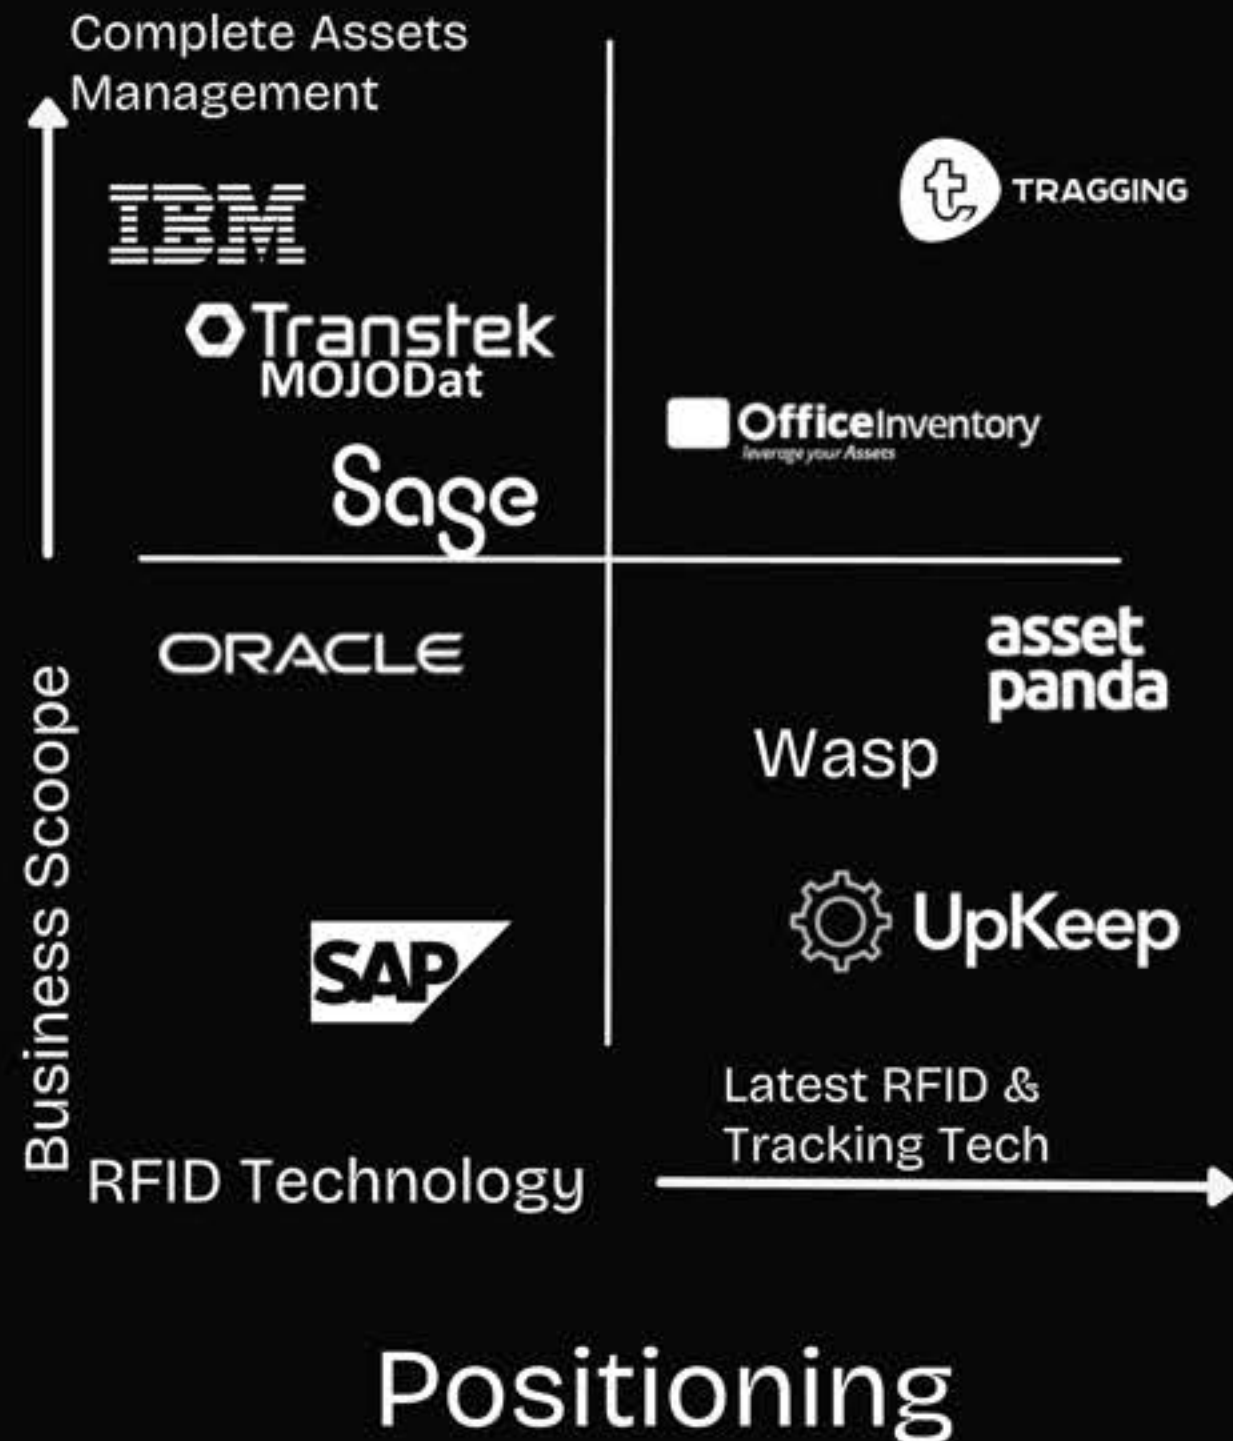 Complete Assets
Management
IBM
TRAGGING
Transtek
MOJODat
OfficeInventory
leverage your Assets
Sage
ORACLE
asset
panda
Wasp
UpKeep
SAP
Business Scoope
Latest RFID &
Tracking Tech
RFID Technology
Positioning